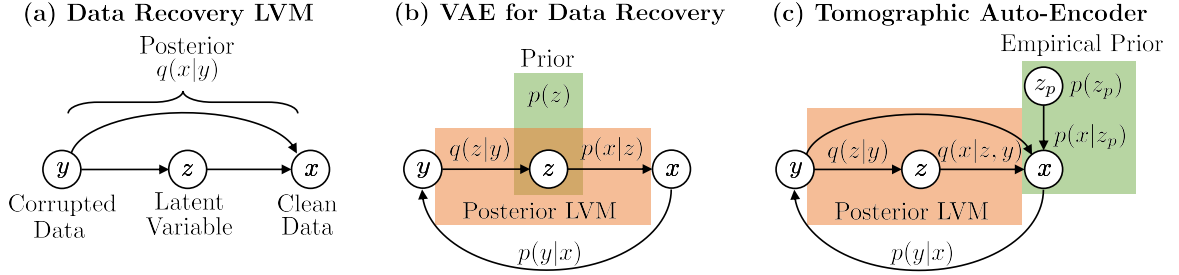 (a) Data Recovery LVM
Posterior
q(x|y)
y
z
x
Corrupted
Data
Latent
Variable
Clean
Data
(b) VAE for Data Recovery
Prior
p(z)
q(z|y)
p(x|z)
y
z
x
Posterior LVM
p(y|x)
(c) Tomographic Auto-Encoder
Empirical Prior
z_p
p(z_p)
p(x|z_p)
q(z|y)
q(x|z, y)
y
z
x
Posterior LVM
p(y|x)